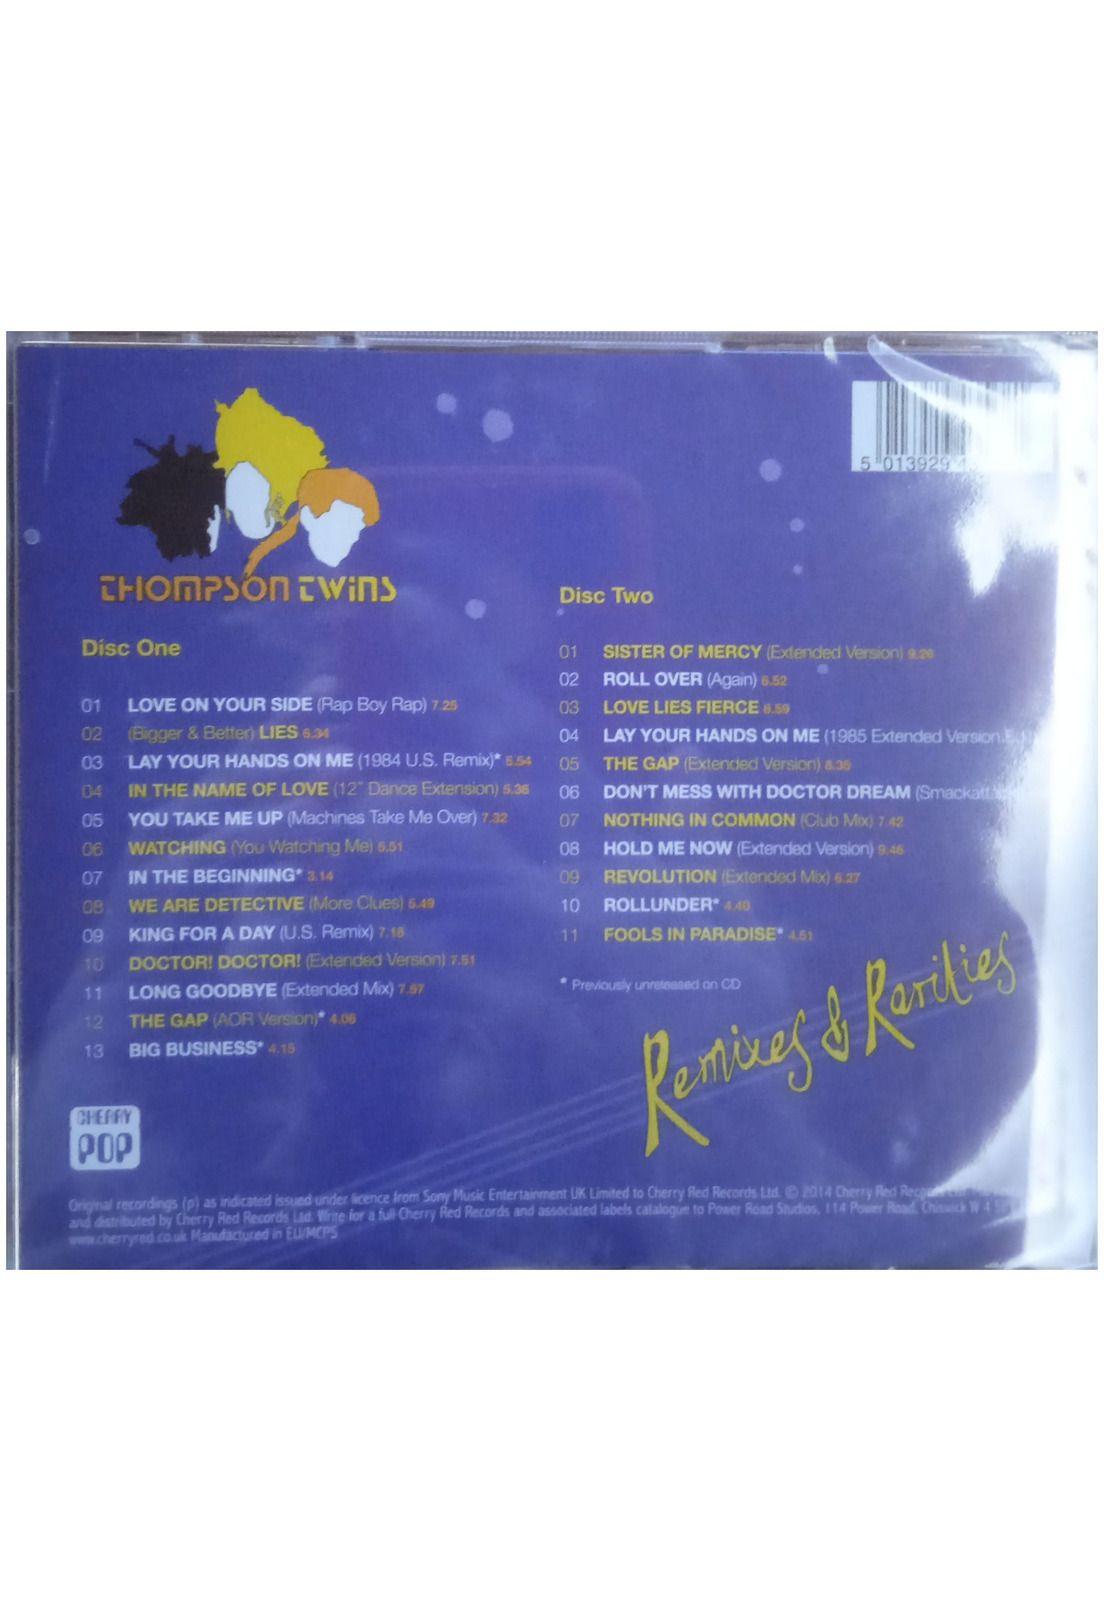 5 013929
THOMPSON TWINS
Disc One
01 LOVE ON YOUR SIDE (Rap Boy Rap) 7.25
02 (Bigger & Better) LIES 6.34
03 LAY YOUR HANDS ON ME (1984 U.S. Remix)* 5.54
04 IN THE NAME OF LOVE (12" Dance Extension) 5.36
05 YOU TAKE ME UP (Machines Take Me Over) 7.32
06 WATCHING (You Watching Me) 5.51
07 IN THE BEGINNING* 3.14
08 WE ARE DETECTIVE (More Clues) 5.49
09 KING FOR A DAY (U.S. Remix) 7.18
10 DOCTOR! DOCTOR! (Extended Version) 7.51
11 LONG GOODBYE (Extended Mix) 7.57
12 THE GAP (AOR Version)* 4.06
13 BIG BUSINESS* 4.15
Disc Two
01 SISTER OF MERCY (Extended Version) 9.26
02 ROLL OVER (Again) 6.52
03 LOVE LIES FIERCE 6.59
04 LAY YOUR HANDS ON ME (1985 Extended Version
05 THE GAP (Extended Version)
06 DON'T MESS WITH DOCTOR DREAM
07 NOTHING IN COMMON (Club Mix) 7.42
08 HOLD ME NOW (Extended Version) 9.46
09 REVOLUTION (Extended Mix) 6.27
10 ROLLUNDER* 4.40
11 FOOLS IN PARADISE* 4.51
* Previously unreleased on CD
Remixes & Rarities
CHERRY
POP
Original recordings (p) as indicated issued under licence from Sony Music Entertainment UK Limited to Cherry Red Records Ltd. © 2014 Cherry Red
and distributed by Cherry Red Records Ltd. Write for a full Cherry Red Records and associated labels catalogue to Power Road Studios, 114 Power Road, Chiswick W4
www.cherryred.co.uk Manufactured in EU/MCPS